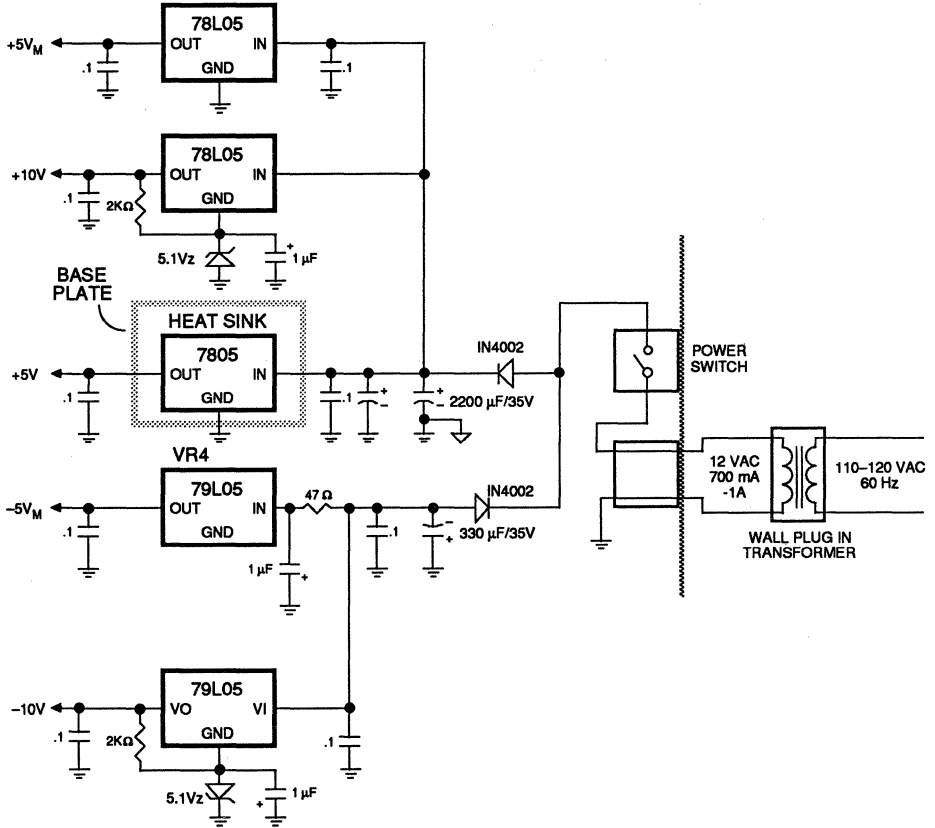 78L05
+5VM
OUT
IN
GND
.1
.1
78L05
+10V
OUT
IN
GND
.1
2KΩ
5.1Vz
+
1 µF
BASE
PLATE
HEAT SINK
7805
+5V
OUT
IN
GND
.1
.1
+
–
+
–
2200 µF/35V
IN4002
POWER
SWITCH
VR4
79L05
–5VM
OUT
IN
GND
.1
47 Ω
1 µF
+
.1
–
+
330 µF/35V
IN4002
12 VAC
700 mA
-1A
110–120 VAC
60 Hz
WALL PLUG IN
TRANSFORMER
79L05
–10V
VO
VI
GND
.1
2KΩ
.1
5.1Vz
+
1 µF